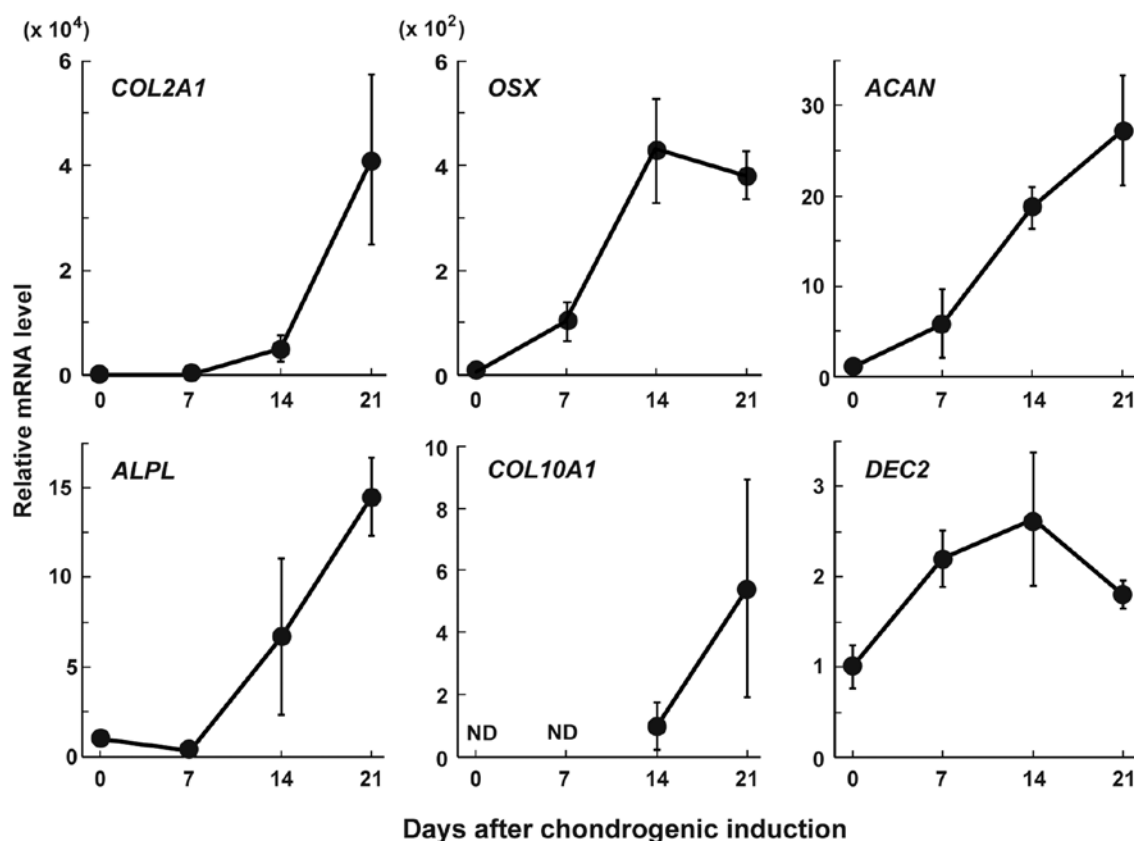 (x 10⁴)
(x 10²)
6
4
2
0
COL2A1
0 7 14 21
6
4
2
0
OSX
0 7 14 21
30
20
10
0
ACAN
0 7 14 21
Relative mRNA level
15
10
5
0
ALPL
0 7 14 21
10
8
6
4
2
0
COL10A1
ND ND
0 7 14 21
3
2
1
0
DEC2
0 7 14 21
Days after chondrogenic induction